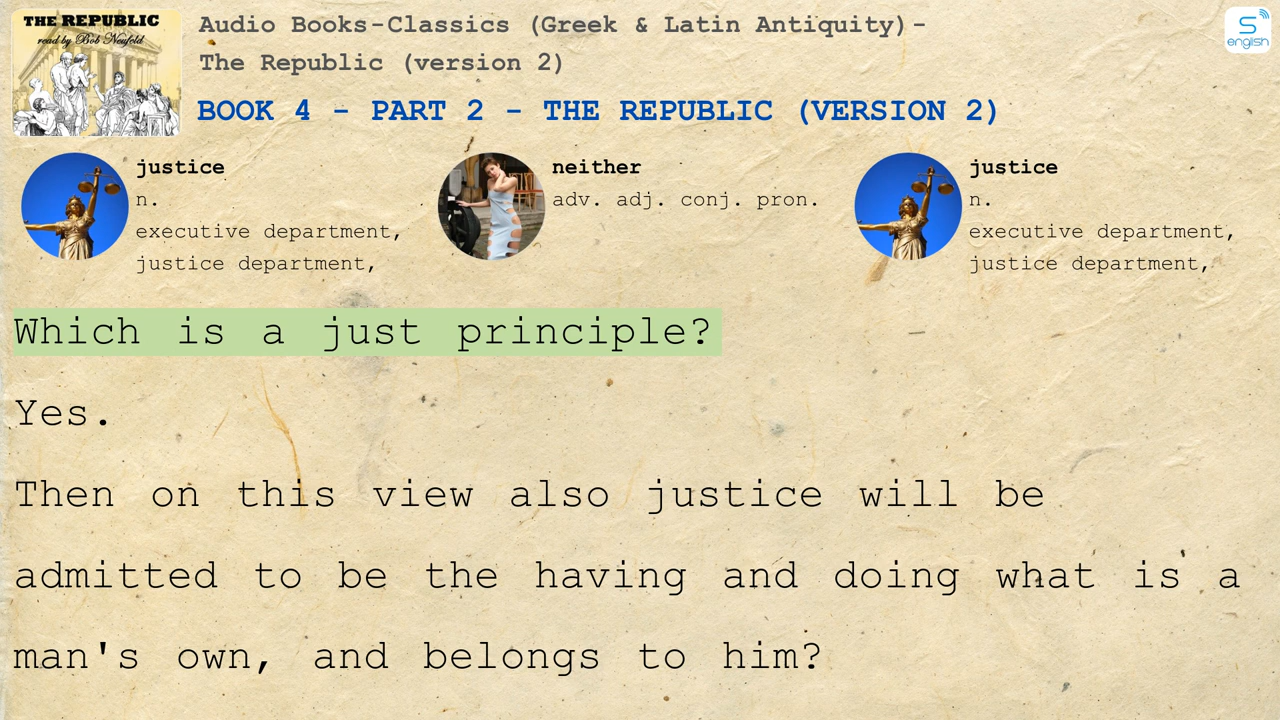 THE REPUBLIC
read by Bob Neufeld
Audio Books-Classics (Greek & Latin Antiquity)-
The Republic (version 2)
BOOK 4 - PART 2 - THE REPUBLIC (VERSION 2)
S
english
justice
n.
executive department,
justice department,
neither
adv. adj. conj. pron.
justice
n.
executive department,
justice department,
Which is a just principle?
Yes.
Then on this view also justice will be
admitted to be the having and doing what is a
man's own, and belongs to him?